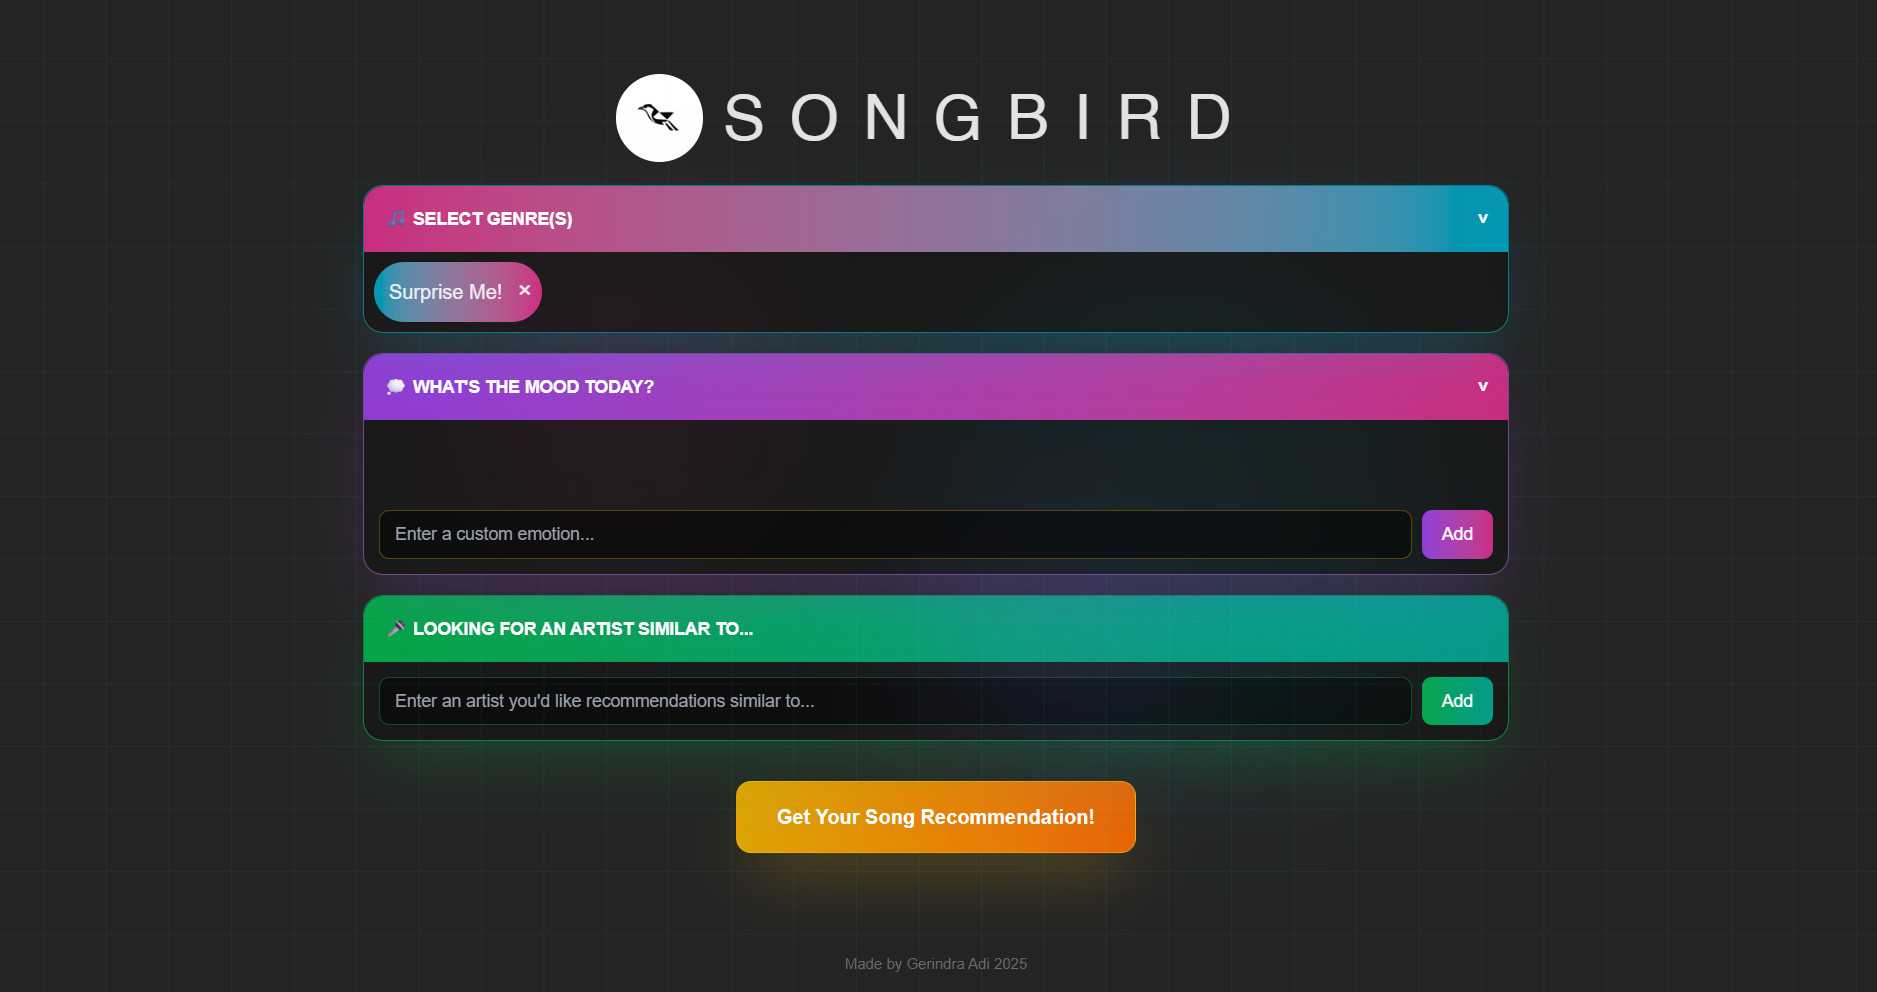 SONGBIRD
🎵 SELECT GENRE(S) v
Surprise Me! ×
💭 WHAT'S THE MOOD TODAY? v
Enter a custom emotion... Add
🎤 LOOKING FOR AN ARTIST SIMILAR TO...
Enter an artist you'd like recommendations similar to... Add
Get Your Song Recommendation!
Made by Gerindra Adi 2025